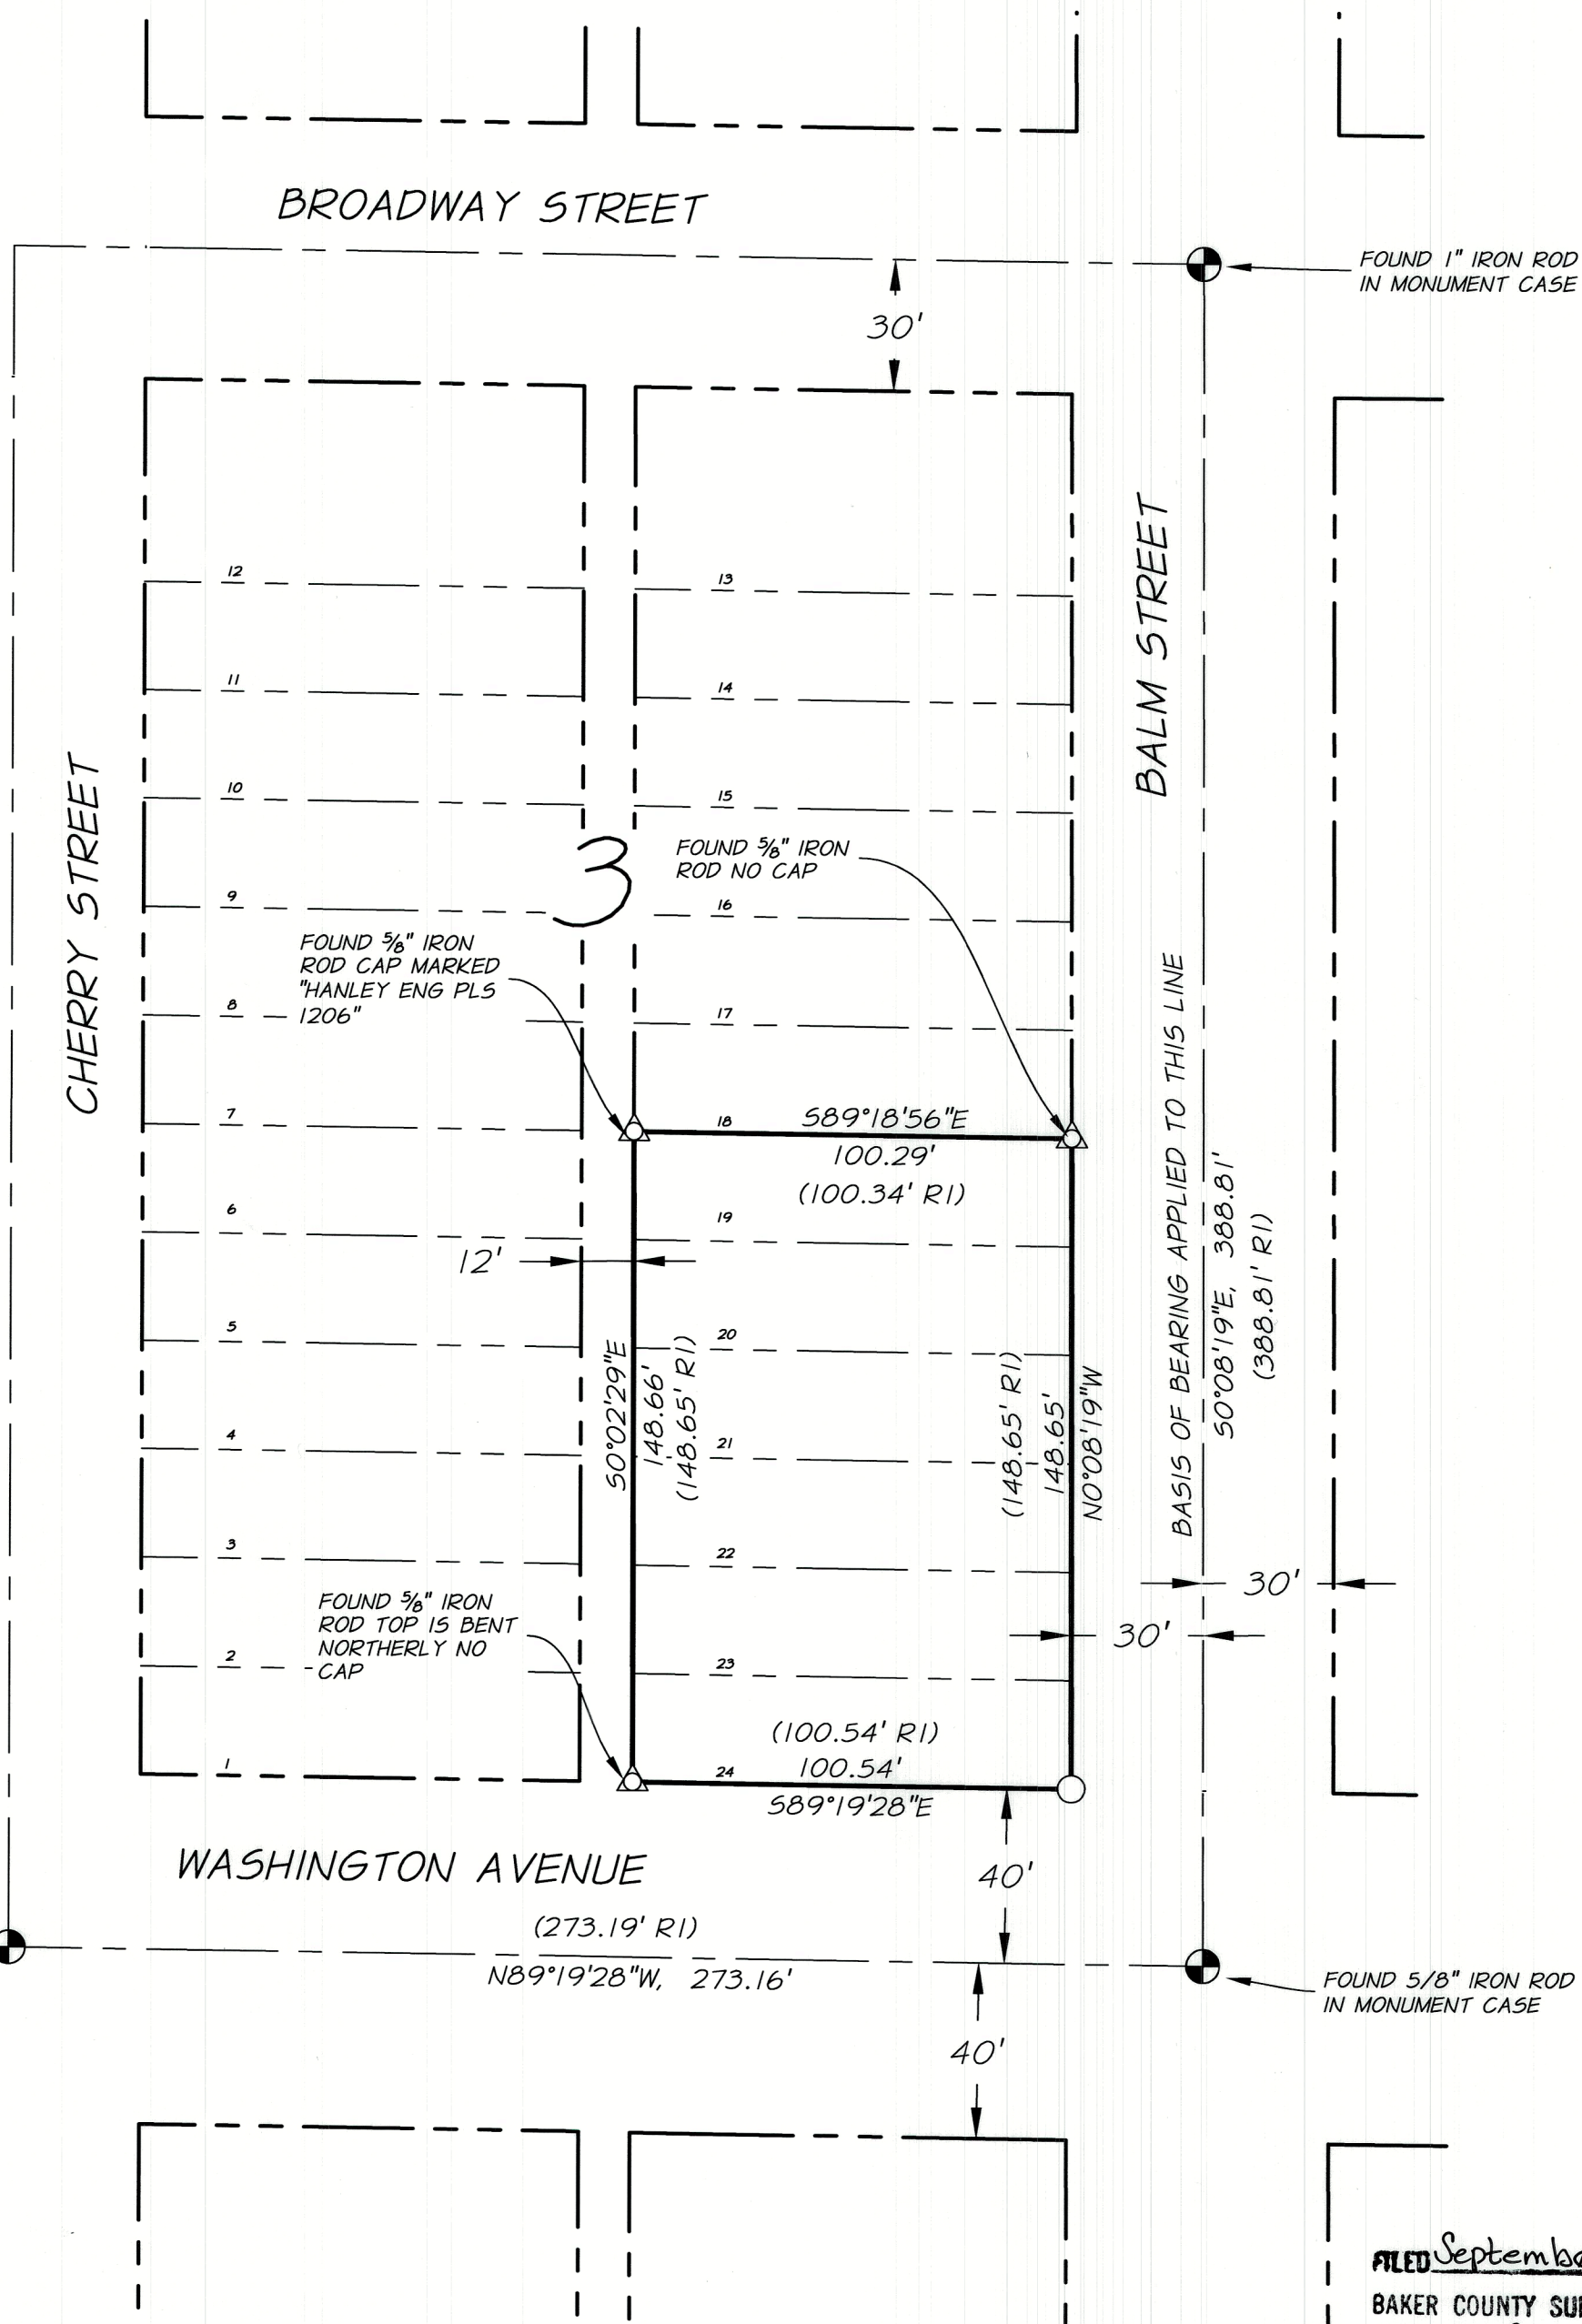 BROADWAY STREET
FOUND 1" IRON ROD
IN MONUMENT CASE
30'
BALM STREET
CHERRY STREET
12
13
11
14
10
15
3
FOUND 5/8" IRON
ROD NO CAP
9
16
FOUND 5/8" IRON
ROD CAP MARKED
"HANLEY ENG PLS
1206"
8
17
7
18
S89°18'56"E
100.29'
(100.34' R1)
6
19
12'
BASIS OF BEARING APPLIED TO THIS LINE
S0°08'19"E, 388.81'
(388.81' R1)
5
20
S0°02'29"E
148.66'
(148.65' R1)
(148.65' R1)
148.65'
N0°08'19"W
4
21
3
22
30'
30'
FOUND 5/8" IRON
ROD TOP IS BENT
NORTHERLY NO
CAP
2
23
(100.54' R1)
1
24
100.54'
S89°19'28"E
WASHINGTON AVENUE
40'
(273.19' R1)
N89°19'28"W, 273.16'
FOUND 5/8" IRON ROD
IN MONUMENT CASE
40'
FILED
BAKER COUNTY